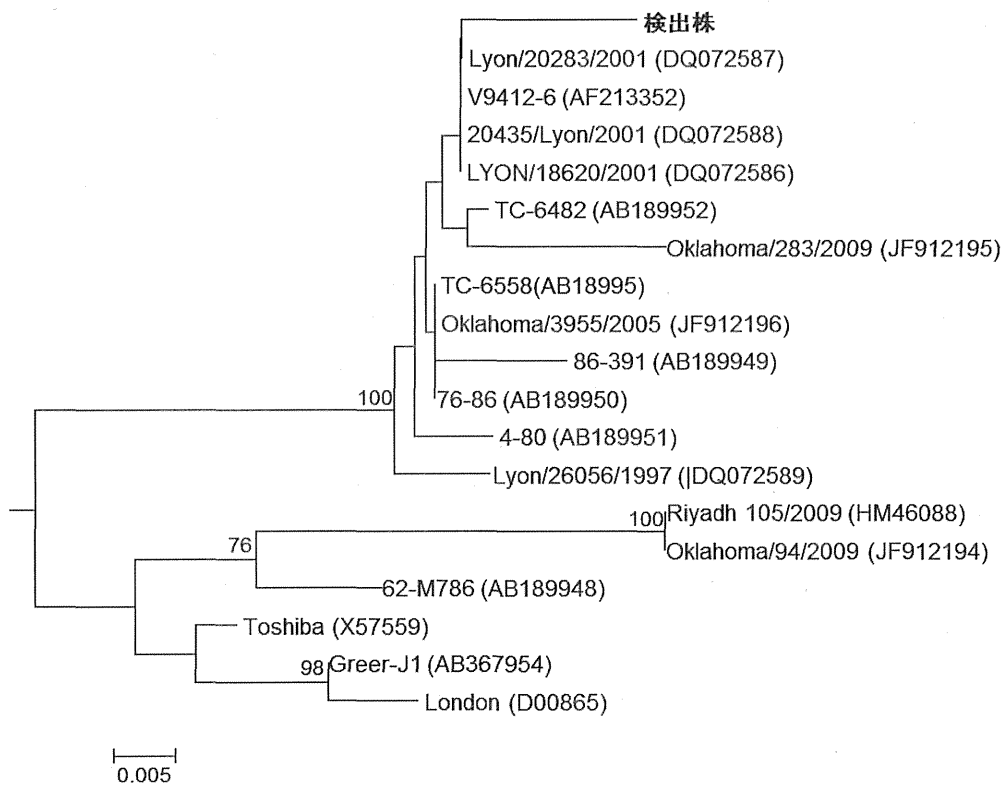 検出株
Lyon/20283/2001 (DQ072587)
V9412-6 (AF213352)
20435/Lyon/2001 (DQ072588)
LYON/18620/2001 (DQ072586)
TC-6482 (AB189952)
Oklahoma/283/2009 (JF912195)
TC-6558(AB18995)
Oklahoma/3955/2005 (JF912196)
86-391 (AB189949)
100
76-86 (AB189950)
4-80 (AB189951)
Lyon/26056/1997 (|DQ072589)
100 Riyadh 105/2009 (HM46088)
76
Oklahoma/94/2009 (JF912194)
62-M786 (AB189948)
Toshiba (X57559)
98 Greer-J1 (AB367954)
London (D00865)
0.005